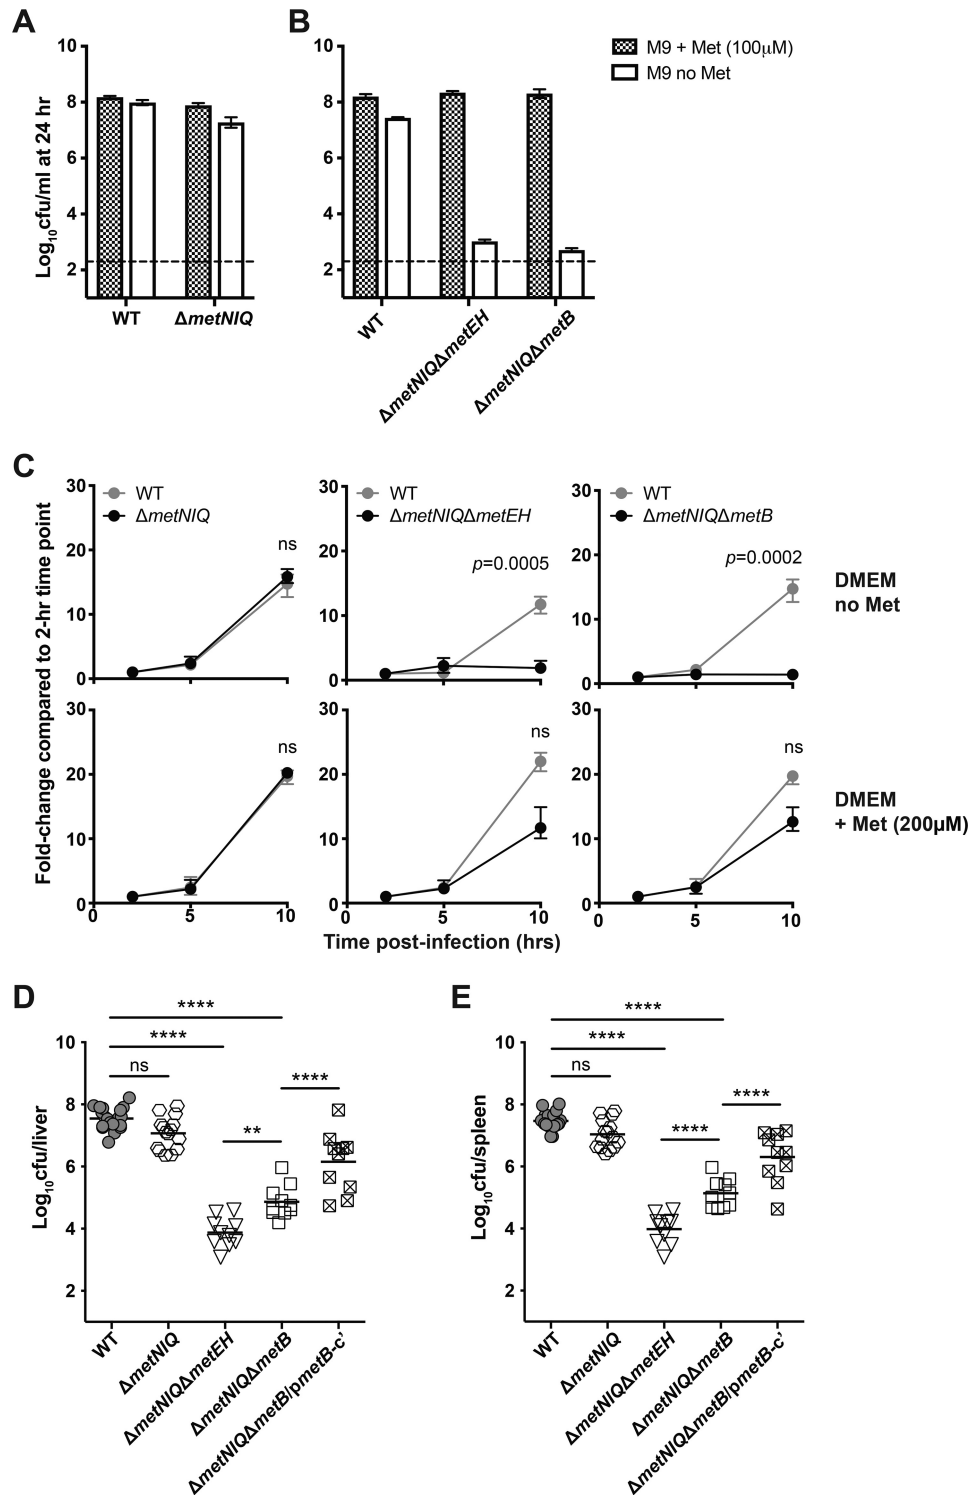 A
B
M9 + Met (100μM)
M9 no Met
Log10cfu/ml at 24 hr
10
8
6
4
2
WT
ΔmetNIQ
10
8
6
4
2
WT
ΔmetNIQΔmetEH
ΔmetNIQΔmetB
C
Fold-change compared to 2-hr time point
30
20
10
0
WT
ΔmetNIQ
ns
30
20
10
0
WT
ΔmetNIQΔmetEH
p=0.0005
30
20
10
0
WT
ΔmetNIQΔmetB
p=0.0002
DMEM
no Met
30
20
10
0
ns
0
5
10
30
20
10
0
ns
0
5
10
30
20
10
0
ns
0
5
10
DMEM
+ Met (200μM)
Time post-infection (hrs)
D
Log10cfu/liver
10
8
6
4
2
****
****
ns
****
**
WT
ΔmetNIQ
ΔmetNIQΔmetEH
ΔmetNIQΔmetB
ΔmetNIQΔmetB/pmetB-c’
E
Log10cfu/spleen
10
8
6
4
2
****
****
ns
****
****
WT
ΔmetNIQ
ΔmetNIQΔmetEH
ΔmetNIQΔmetB
ΔmetNIQΔmetB/pmetB-c’